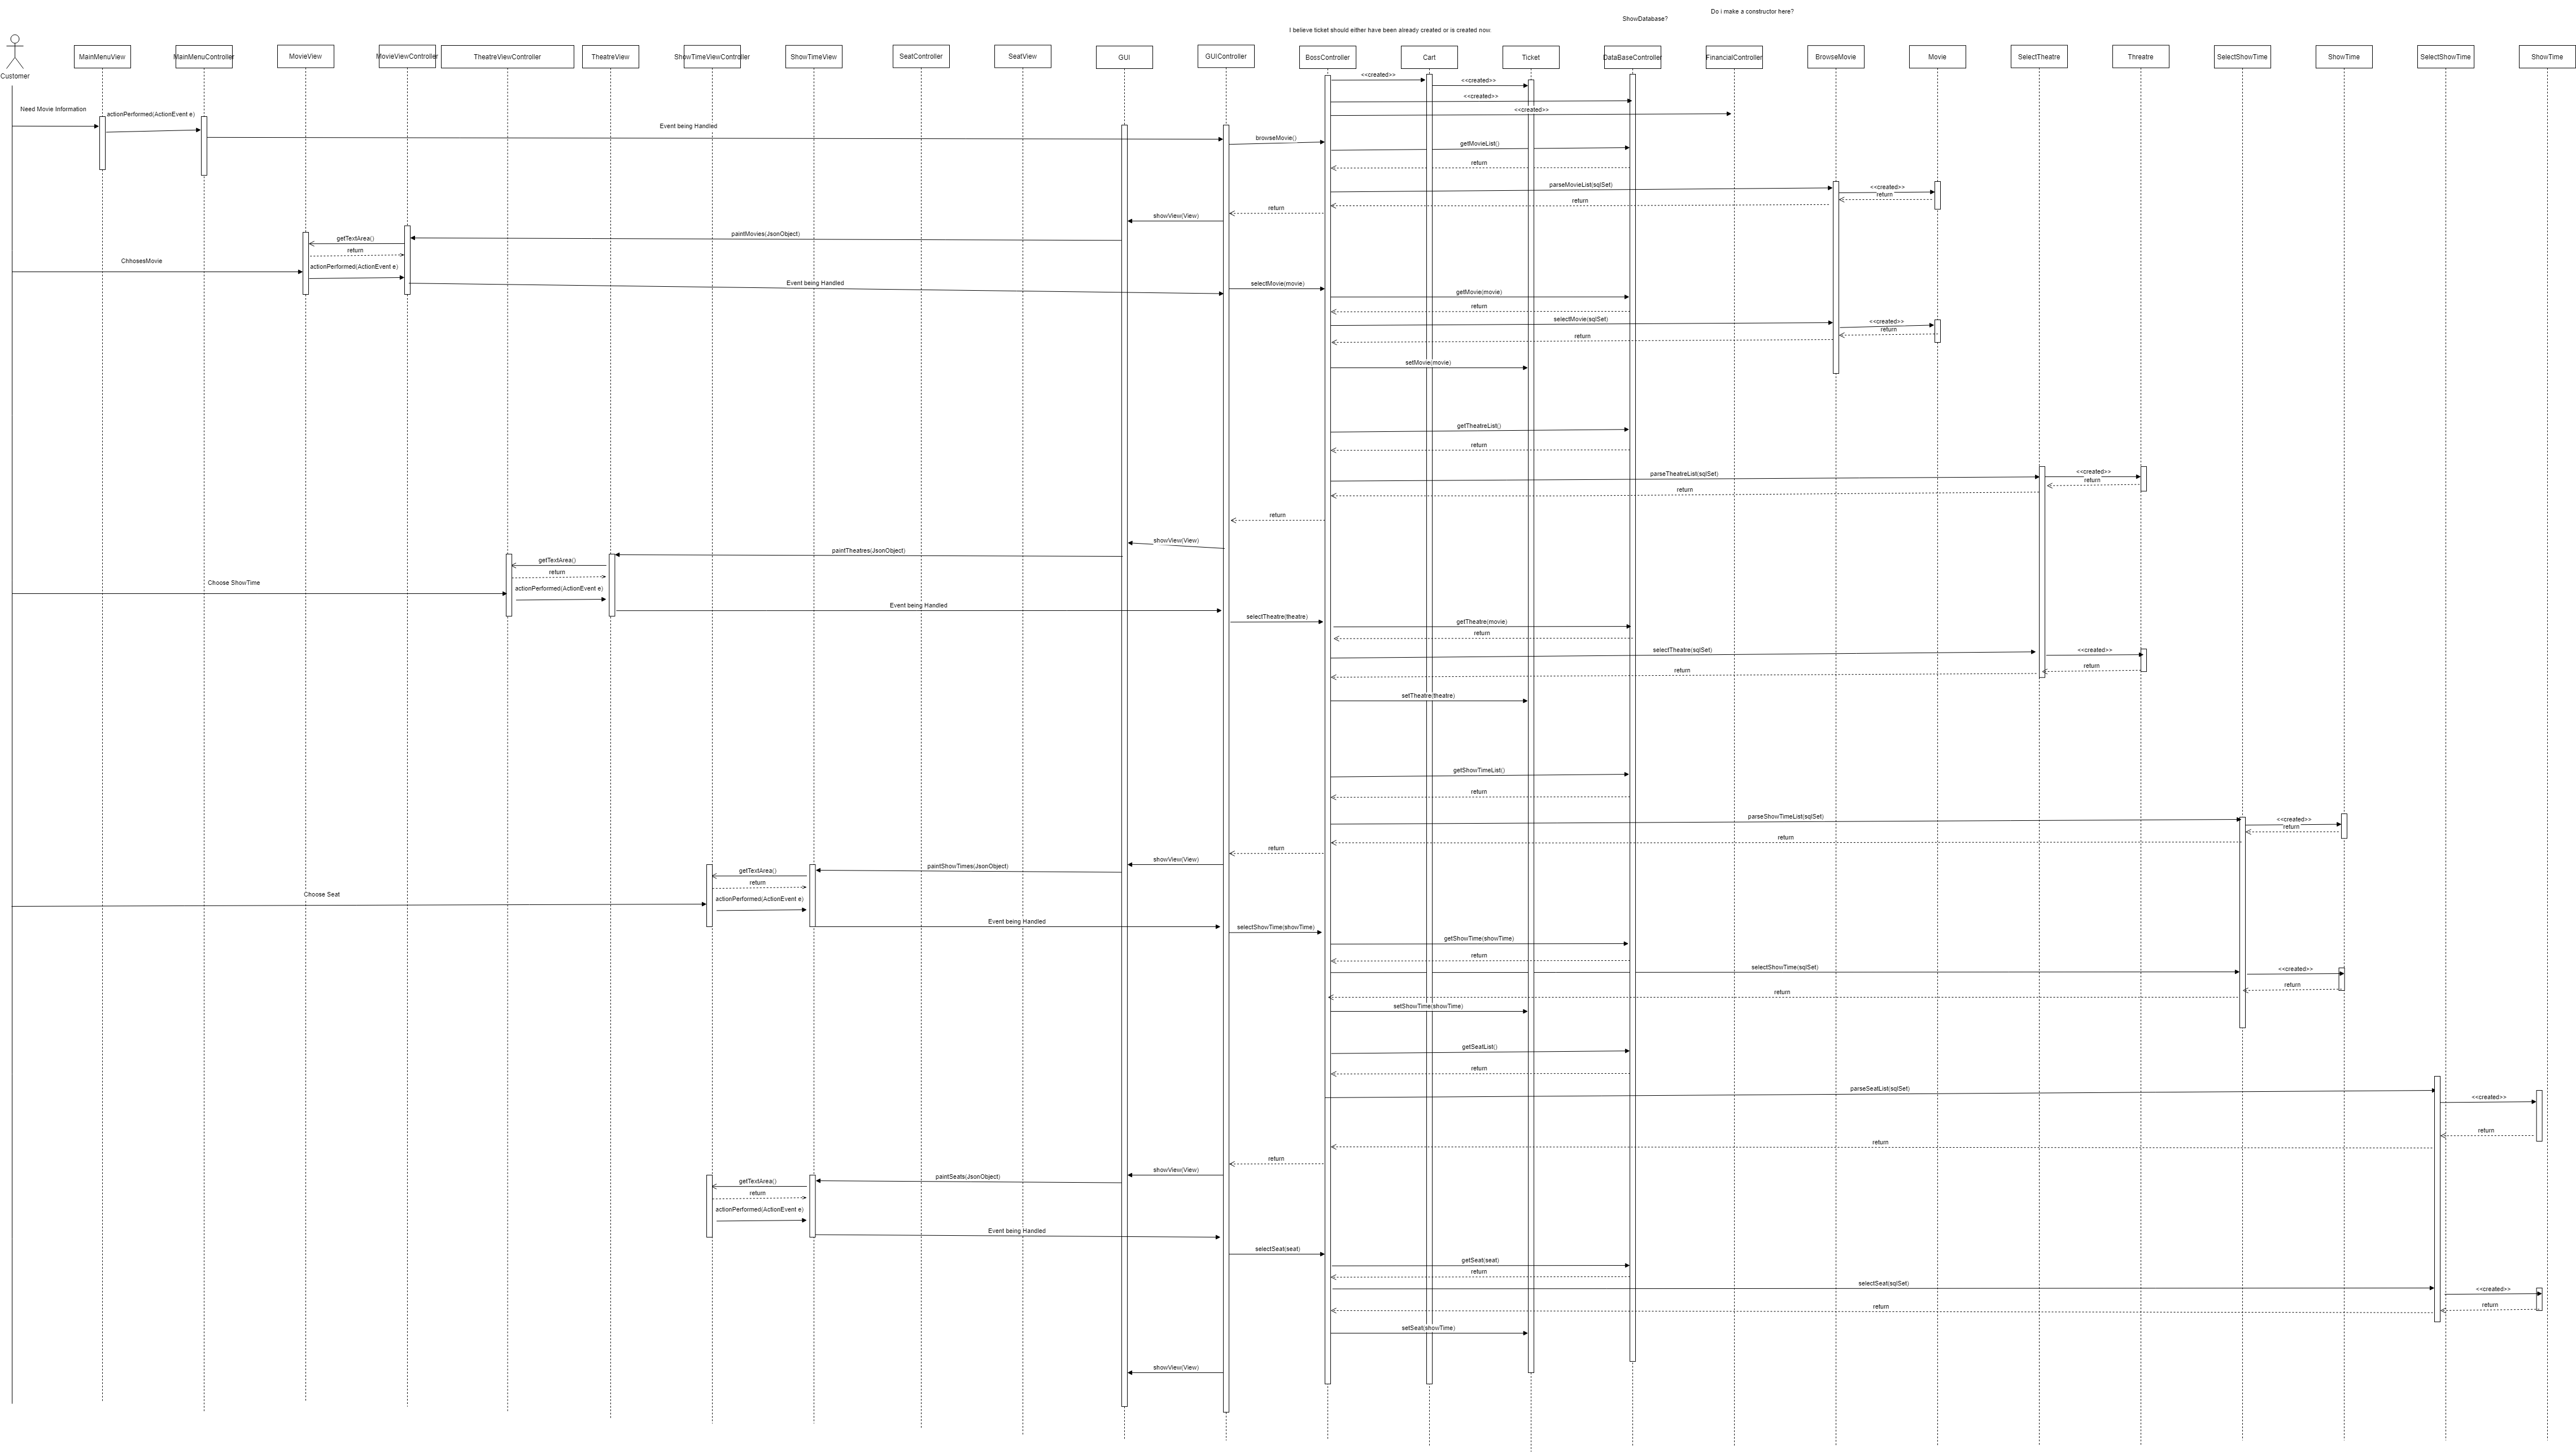 Do i make a constructor here?
ShowDatabase?
I believe ticket should either have been already created or is created now
Customer
MainMenuView
MainMenuController
MovieView
MovieViewController
TheatreViewController
TheatreView
ShowTimeViewController
ShowTimeView
SeatController
SeatView
GUI
GUIController
BossController
Cart
Ticket
DataBaseController
FinancialController
BrowseMovie
Movie
SelectTheatre
Threatre
SelectShowTime
ShowTime
SelectShowTime
ShowTime
<<created>>
<<created>>
<<created>>
Need Movie Information
<<created>>
actionPerformed(ActionEvent e)
Event being Handled
browseMovie()
getMovieList()
return
parseMovieList(sqlSet)
<<created>>
return
return
return
showView(View)
paintMovies(JsonObject)
getTextArea()
return
ChhosesMovie
actionPerformed(ActionEvent e)
Event being Handled
selectMovie(movie)
getMovie(movie)
return
selectMovie(sqlSet)
<<created>>
return
return
setMovie(movie)
getTheatreList()
return
parseTheatreList(sqlSet)
<<created>>
return
return
return
showView(View)
paintTheatres(JsonObject)
getTextArea()
return
Choose ShowTime
actionPerformed(ActionEvent e)
Event being Handled
selectTheatre(theatre)
getTheatre(movie)
return
selectTheatre(sqlSet)
<<created>>
return
return
setTheatre(theatre)
getShowTimeList()
return
parseShowTimeList(sqlSet)
<<created>>
return
return
return
showView(View)
paintShowTimes(JsonObject)
getTextArea()
return
Choose Seat
actionPerformed(ActionEvent e)
Event being Handled
selectShowTime(showTime)
getShowTime(showTime)
return
selectShowTime(sqlSet)
<<created>>
return
return
setShowTime(showTime)
getSeatList()
return
parseSeatList(sqlSet)
<<created>>
return
return
return
showView(View)
paintSeats(JsonObject)
getTextArea()
return
actionPerformed(ActionEvent e)
Event being Handled
selectSeat(seat)
getSeat(seat)
return
selectSeat(sqlSet)
<<created>>
return
return
setSeat(showTime)
showView(View)